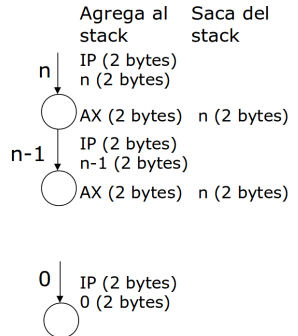 Agrega al Saca del
stack stack
IP (2 bytes)
n
n (2 bytes)
AX (2 bytes) n (2 bytes)
IP (2 bytes)
n-1
n-1 (2 bytes)
AX (2 bytes) n (2 bytes)
0 IP (2 bytes)
0 (2 bytes)